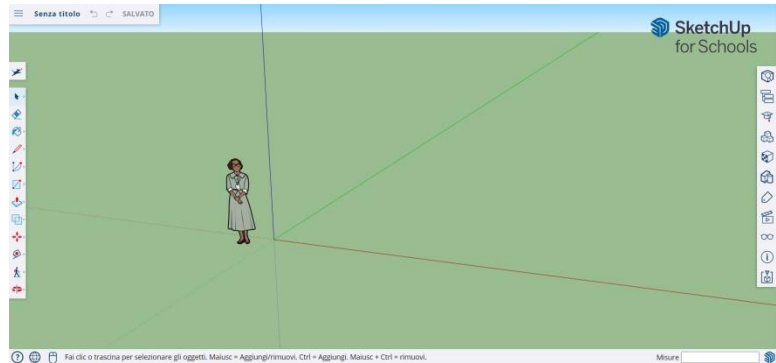 Senza titolo
SALVATO
SketchUp
for Schools
Fai clic o trascina per selezionare gli oggetti. Maiusc = Aggiungi/rimuovi. Ctrl = Aggiungi. Maiusc + Ctrl = rimuovi.
Misure